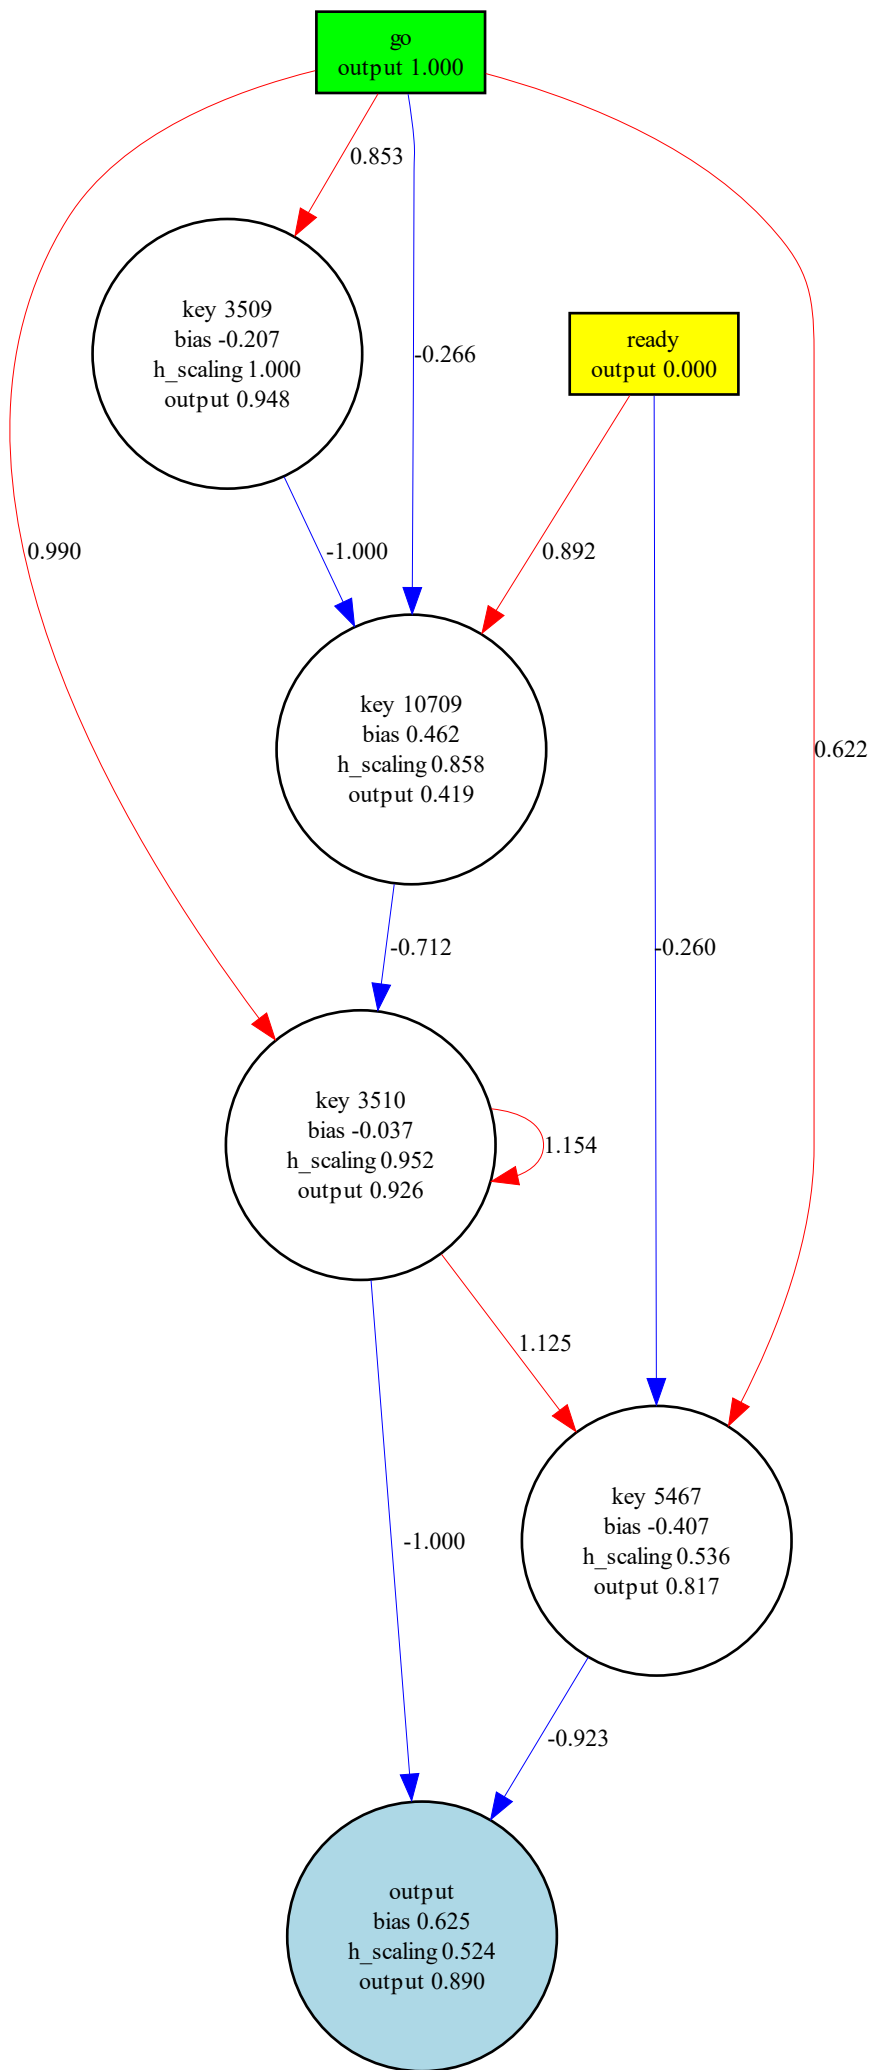 go
output 1.000
0.853
key 3509
bias -0.207
h_scaling 1.000
output 0.948
-0.266
ready
output 0.000
0.990
-1.000
0.892
key 10709
bias 0.462
h_scaling 0.858
output 0.419
0.622
-0.712
-0.260
key 3510
bias -0.037
h_scaling 0.952
output 0.926
1.154
1.125
key 5467
bias -0.407
h_scaling 0.536
output 0.817
-1.000
-0.923
output
bias 0.625
h_scaling 0.524
output 0.890